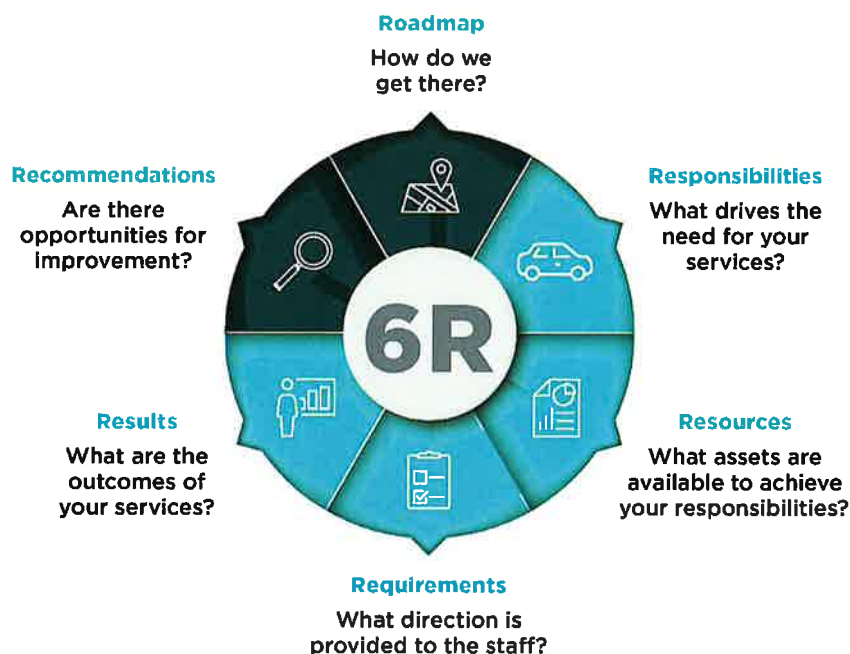 Roadmap
How do we
get there?
Responsibilities
What drives the
need for your
services?
Resources
What assets are
available to achieve
your responsibilities?
Requirements
What direction is
provided to the staff?
Results
What are the
outcomes of
your services?
Recommendations
Are there
opportunities for
improvement?
6R